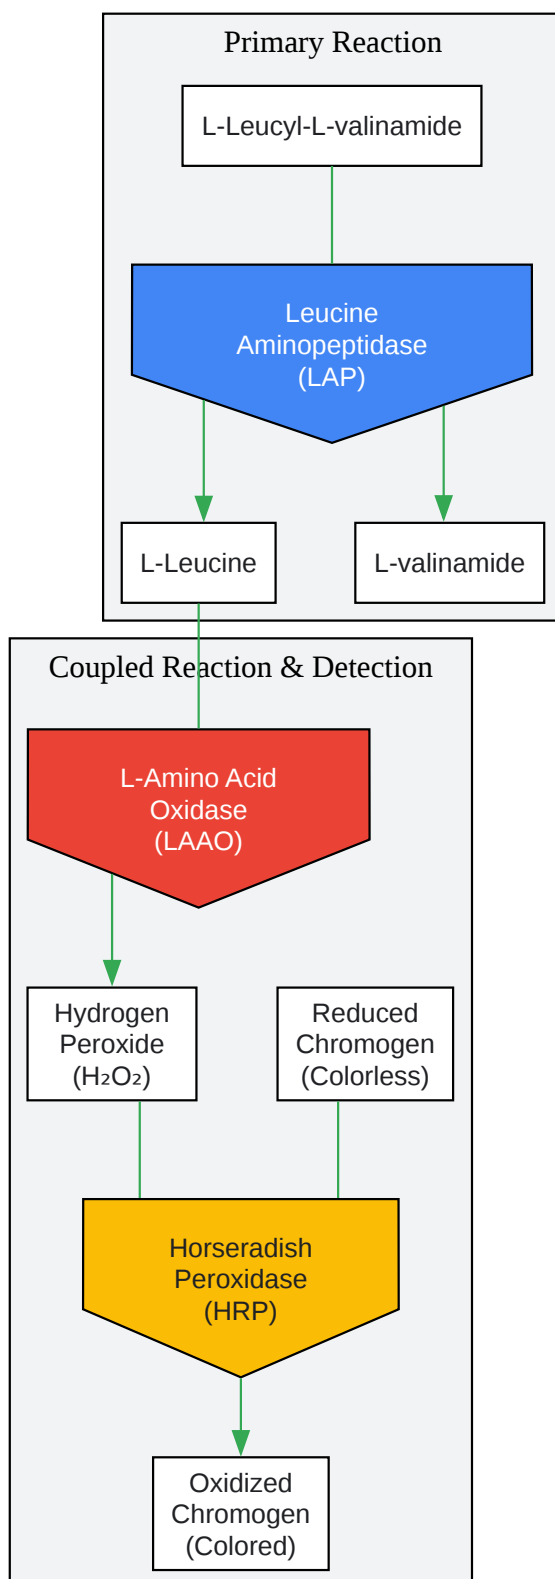 Primary Reaction
L-Leucyl-L-valinamide
Leucine
Aminopeptidase
(LAP)
L-Leucine
L-valinamide
Coupled Reaction & Detection
L-Amino Acid
Oxidase
(LAAO)
Hydrogen
Peroxide
(H₂O₂)
Reduced
Chromogen
(Colorless)
Horseradish
Peroxidase
(HRP)
Oxidized
Chromogen
(Colored)